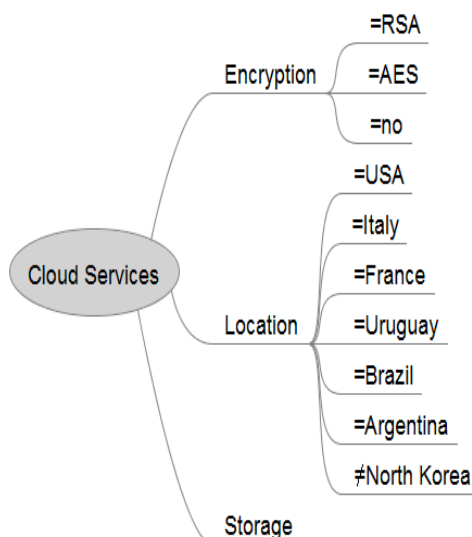 Cloud Services
Encryption
=RSA
=AES
=no
Location
=USA
=Italy
=France
=Uruguay
=Brazil
=Argentina
≠North Korea
Storage